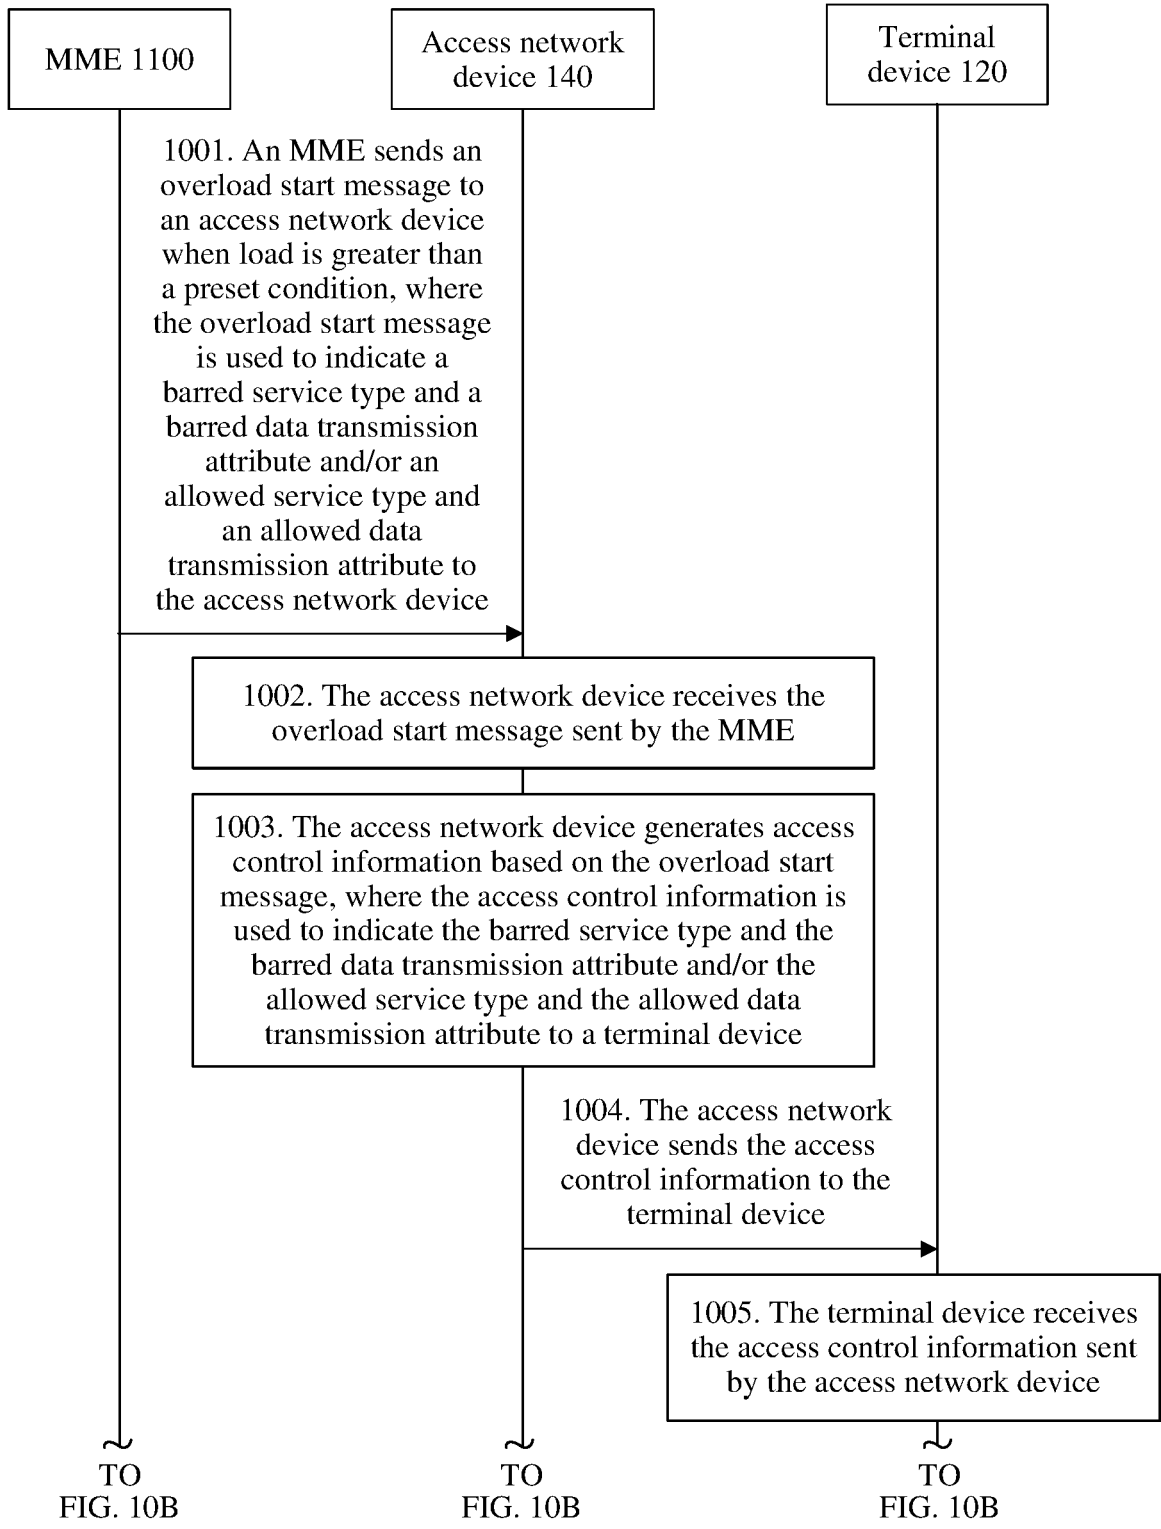 MME 1100
Access network
device 140
Terminal
device 120
1001. An MME sends an
overload start message to
an access network device
when load is greater than
a preset condition, where
the overload start message
is used to indicate a
barred service type and a
barred data transmission
attribute and/or an
allowed service type and
an allowed data
transmission attribute to
the access network device
1002. The access network device receives the
overload start message sent by the MME
1003. The access network device generates access
control information based on the overload start
message, where the access control information is
used to indicate the barred service type and the
barred data transmission attribute and/or the
allowed service type and the allowed data
transmission attribute to a terminal device
1004. The access network
device sends the access
control information to the
terminal device
1005. The terminal device receives
the access control information sent
by the access network device
TO
FIG. 10B
TO
FIG. 10B
TO
FIG. 10B